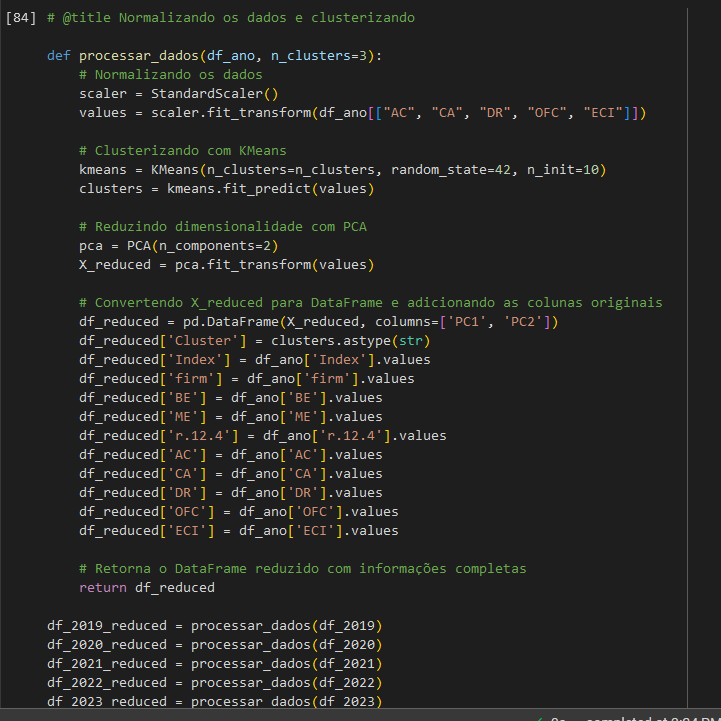 [84] # @title Normalizando os dados e clusterizando
def processar_dados(df_ano, n_clusters=3):
# Normalizando os dados
scaler = StandardScaler()
values = scaler.fit_transform(df_ano[["AC", "CA", "DR", "OFC", "ECI"]])
# Clusterizando com KMeans
kmeans = KMeans(n_clusters=n_clusters, random_state=42, n_init=10)
clusters = kmeans.fit_predict(values)
# Reduzindo dimensionalidade com PCA
pca = PCA(n_components=2)
X_reduced = pca.fit_transform(values)
# Convertendo X_reduced para DataFrame e adicionando as colunas originais
df_reduced = pd.DataFrame(X_reduced, columns=['PC1', 'PC2'])
df_reduced['Cluster'] = clusters.astype(str)
df_reduced['Index'] = df_ano['Index'].values
df_reduced['firm'] = df_ano['firm'].values
df_reduced['BE'] = df_ano['BE'].values
df_reduced['ME'] = df_ano['ME'].values
df_reduced['r.12.4'] = df_ano['r.12.4'].values
df_reduced['AC'] = df_ano['AC'].values
df_reduced['CA'] = df_ano['CA'].values
df_reduced['DR'] = df_ano['DR'].values
df_reduced['OFC'] = df_ano['OFC'].values
df_reduced['ECI'] = df_ano['ECI'].values
# Retorna o DataFrame reduzido com informações completas
return df_reduced
df_2019_reduced = processar_dados(df_2019)
df_2020_reduced = processar_dados(df_2020)
df_2021_reduced = processar_dados(df_2021)
df_2022_reduced = processar_dados(df_2022)
df_2023_reduced = processar_dados(df_2023)